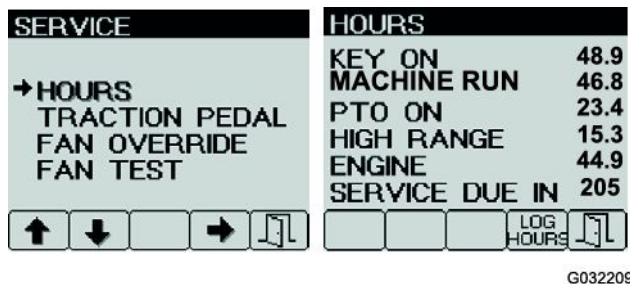 SERVICE
HOURS
TRACTION PEDAL
FAN OVERRIDE
FAN TEST
HOURS
KEY ON 48.9
MACHINE RUN 46.8
PTO ON 23.4
HIGH RANGE 15.3
ENGINE 44.9
SERVICE DUE IN 205
LOG
HOURS
G032209